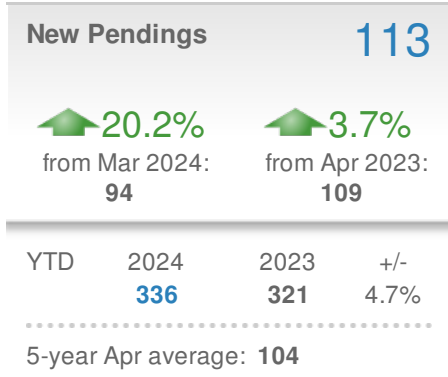 New Pendings 113
20.2% 3.7%
from Mar 2024: from Apr 2023:
94 109
YTD 2024 2023 +/-
336 321 4.7%
5-year Apr average: 104